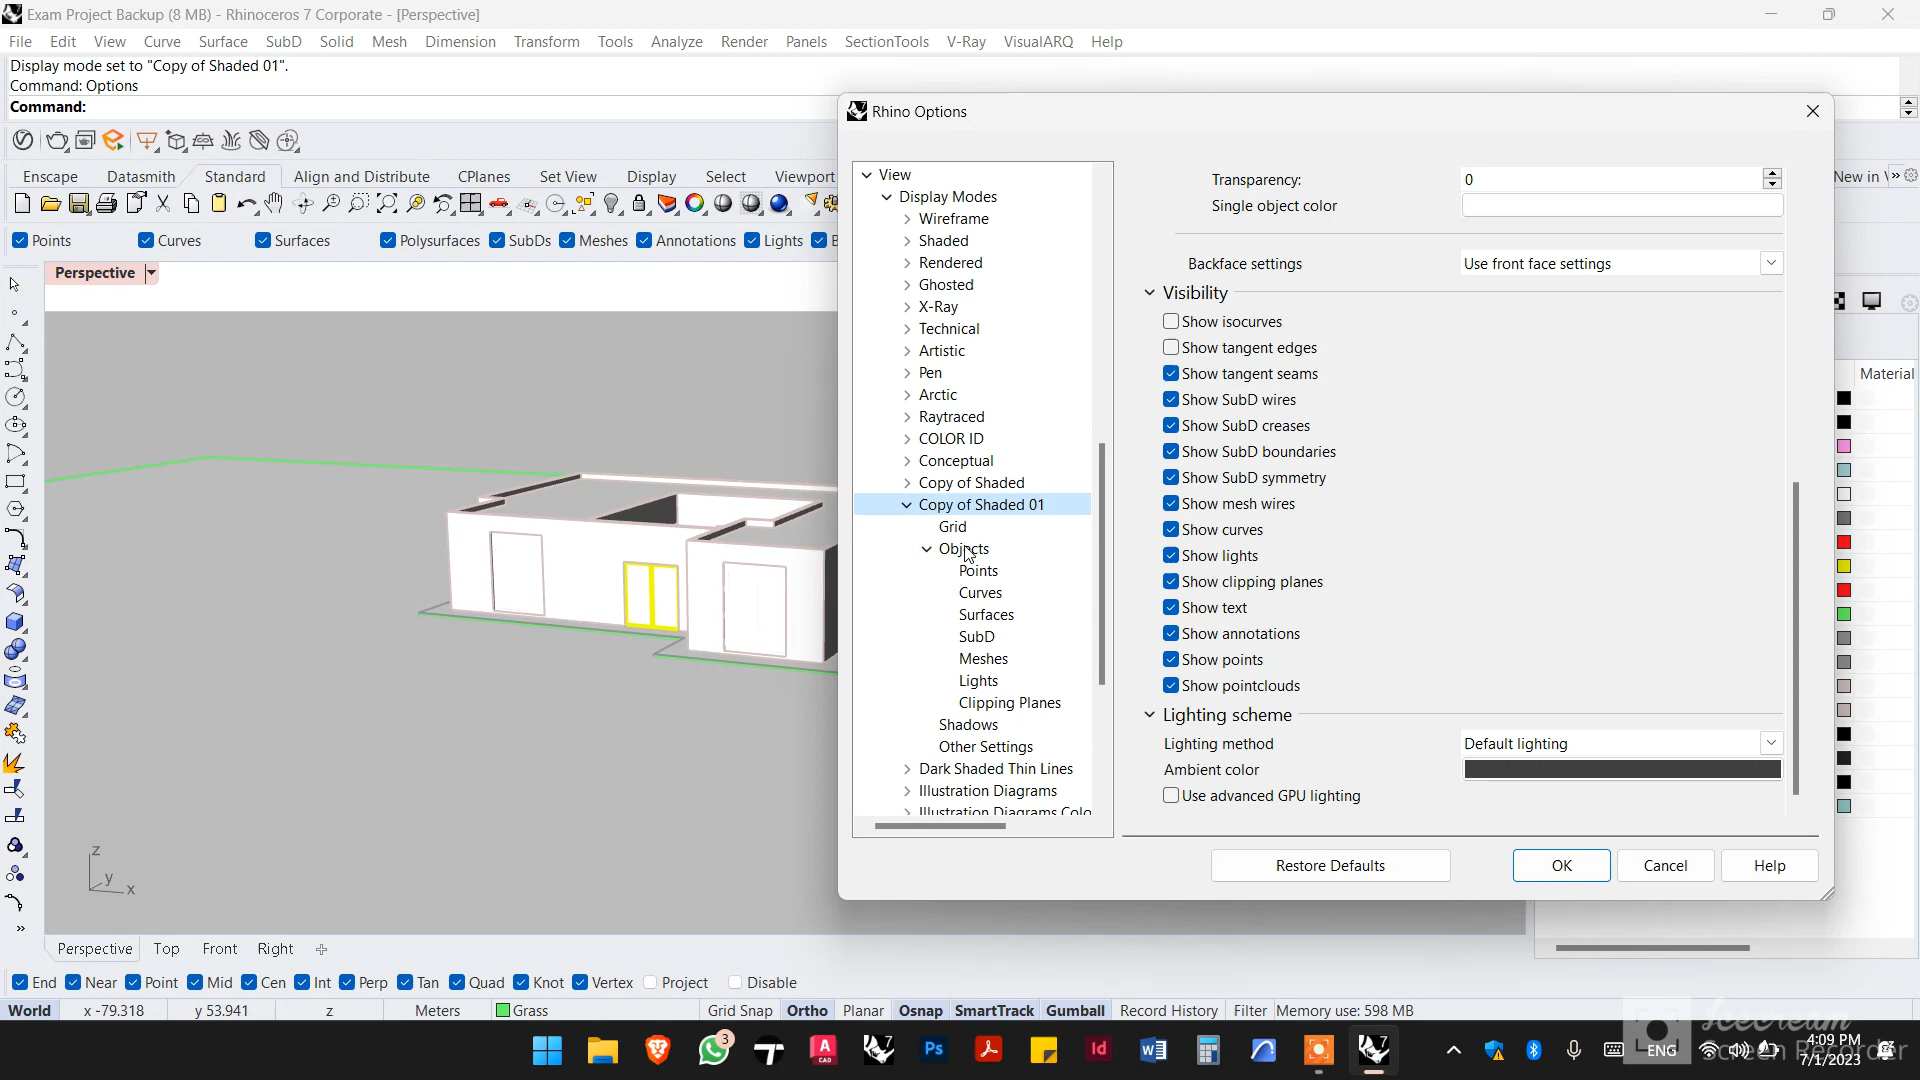 Exam Project Backup (8 MB) - Rhinoceros 7 Corporate - [Perspective]
File Edit View Curve Surface SubD Solid Mesh Dimension Transform Tools Analyze Render Panels SectionTools V-Ray VisualARQ Help
Display mode set to "Copy of Shaded 01".
Command: Options
Command:
Enscape Datasmith Standard Align and Distribute CPlanes Set View Display Select Viewport
New in V
Points Curves Surfaces Polysurfaces SubDs Meshes Annotations Lights B
Perspective
Rhino Options
View
Display Modes
Wireframe
Shaded
Rendered
Ghosted
X-Ray
Technical
Artistic
Pen
Arctic
Raytraced
COLOR ID
Conceptual
Copy of Shaded
Copy of Shaded 01
Grid
Objects
Points
Curves
Surfaces
SubD
Meshes
Lights
Clipping Planes
Shadows
Other Settings
Dark Shaded Thin Lines
Illustration Diagrams
Illustration Diagrams Colo
Transparency: 0
Single object color
Backface settings Use front face settings
Visibility
Show isocurves
Show tangent edges
Show tangent seams
Show SubD wires
Show SubD creases
Show SubD boundaries
Show SubD symmetry
Show mesh wires
Show curves
Show lights
Show clipping planes
Show text
Show annotations
Show points
Show pointclouds
Lighting scheme
Lighting method Default lighting
Ambient color
Use advanced GPU lighting
Restore Defaults OK Cancel Help
Material
z
y
x
Perspective Top Front Right
End Near Point Mid Cen Int Perp Tan Quad Knot Vertex Project Disable
World x -79.318 y 53.941 z Meters Grass Grid Snap Ortho Planar Osnap SmartTrack Gumball Record History Filter Memory use: 598 MB
3
CAD
Ps
Id
ENG
4:09 PM
7/1/2023
Icecream
Screen Recorder